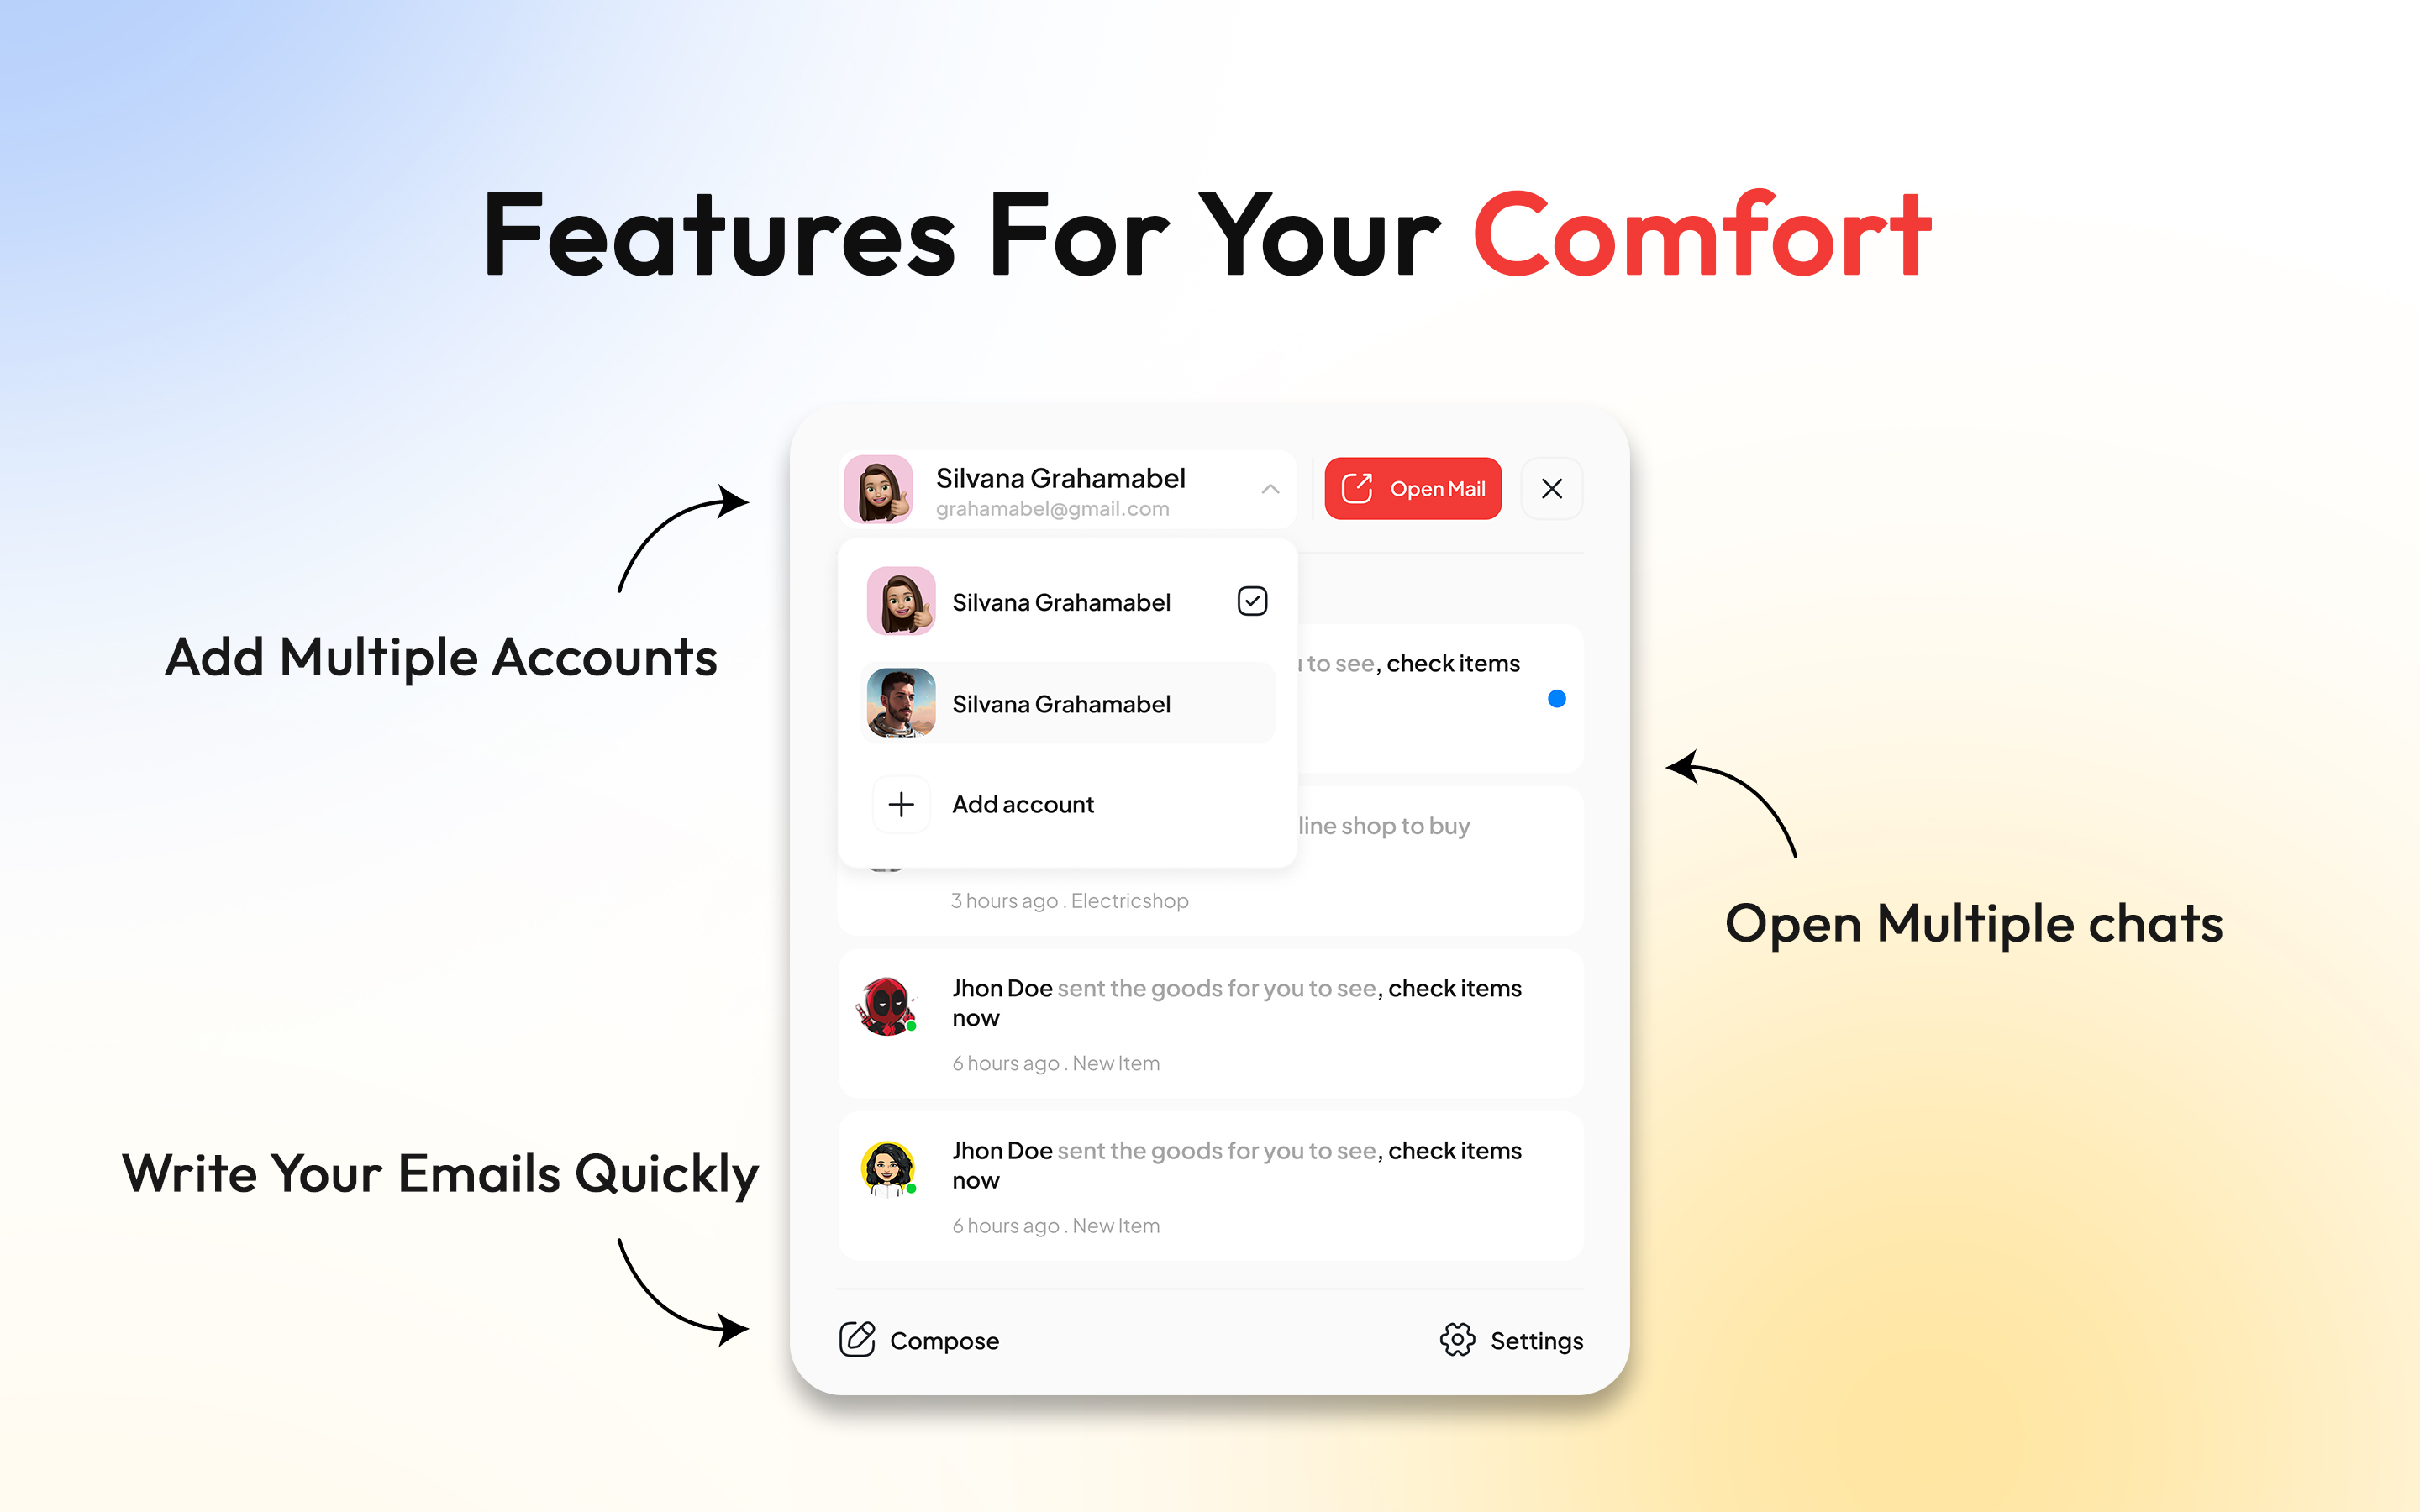 Features For Your Comfort
Silvana Grahamabel
grahamabel@gmail.com
Open Mail
Silvana Grahamabel
Silvana Grahamabel
Add account
to see, check items
line shop to buy
3 hours ago . Electricshop
Jhon Doe sent the goods for you to see, check items
now
6 hours ago . New Item
Jhon Doe sent the goods for you to see, check items
now
6 hours ago . New Item
Compose
Settings
Add Multiple Accounts
Open Multiple chats
Write Your Emails Quickly